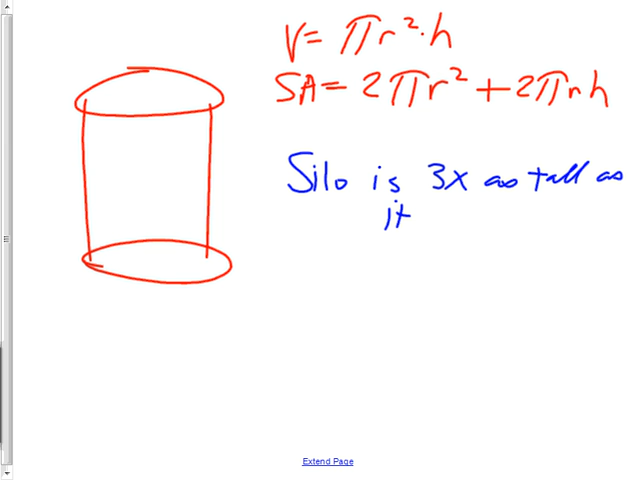 V = πr²·h
SA = 2πr² + 2πrh
Silo is 3x as tall as
it
Extend Page